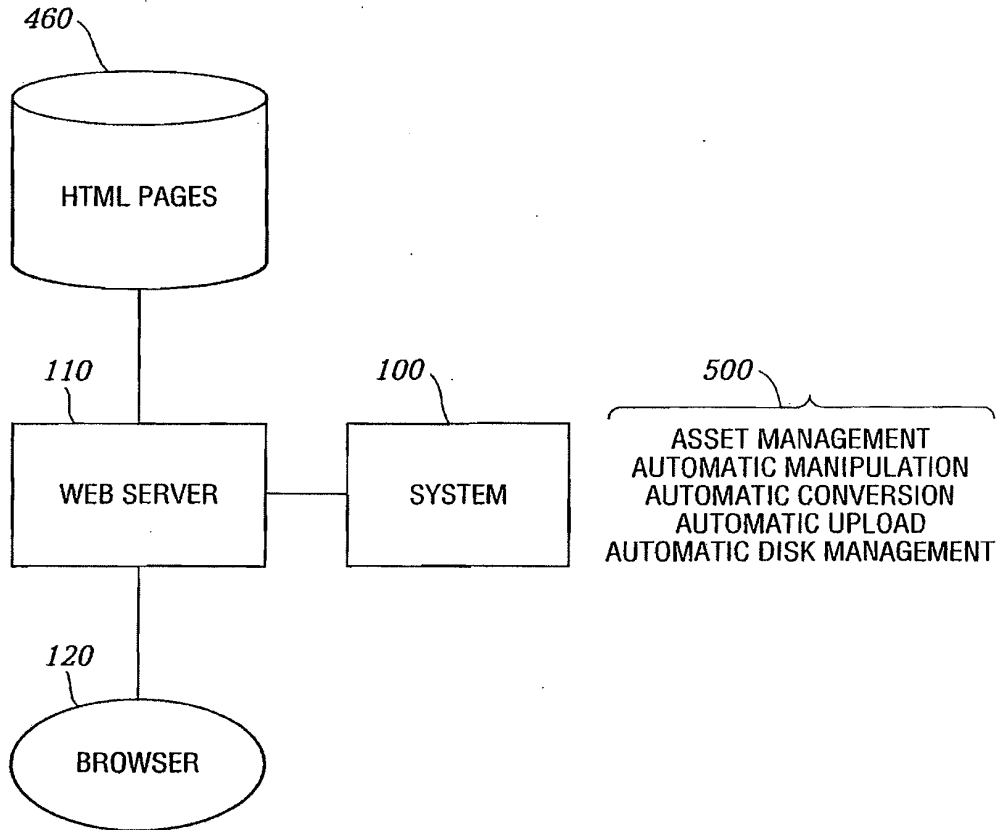 460
HTML PAGES
110
100
500
WEB SERVER
SYSTEM
ASSET MANAGEMENT
AUTOMATIC MANIPULATION
AUTOMATIC CONVERSION
AUTOMATIC UPLOAD
AUTOMATIC DISK MANAGEMENT
120
BROWSER